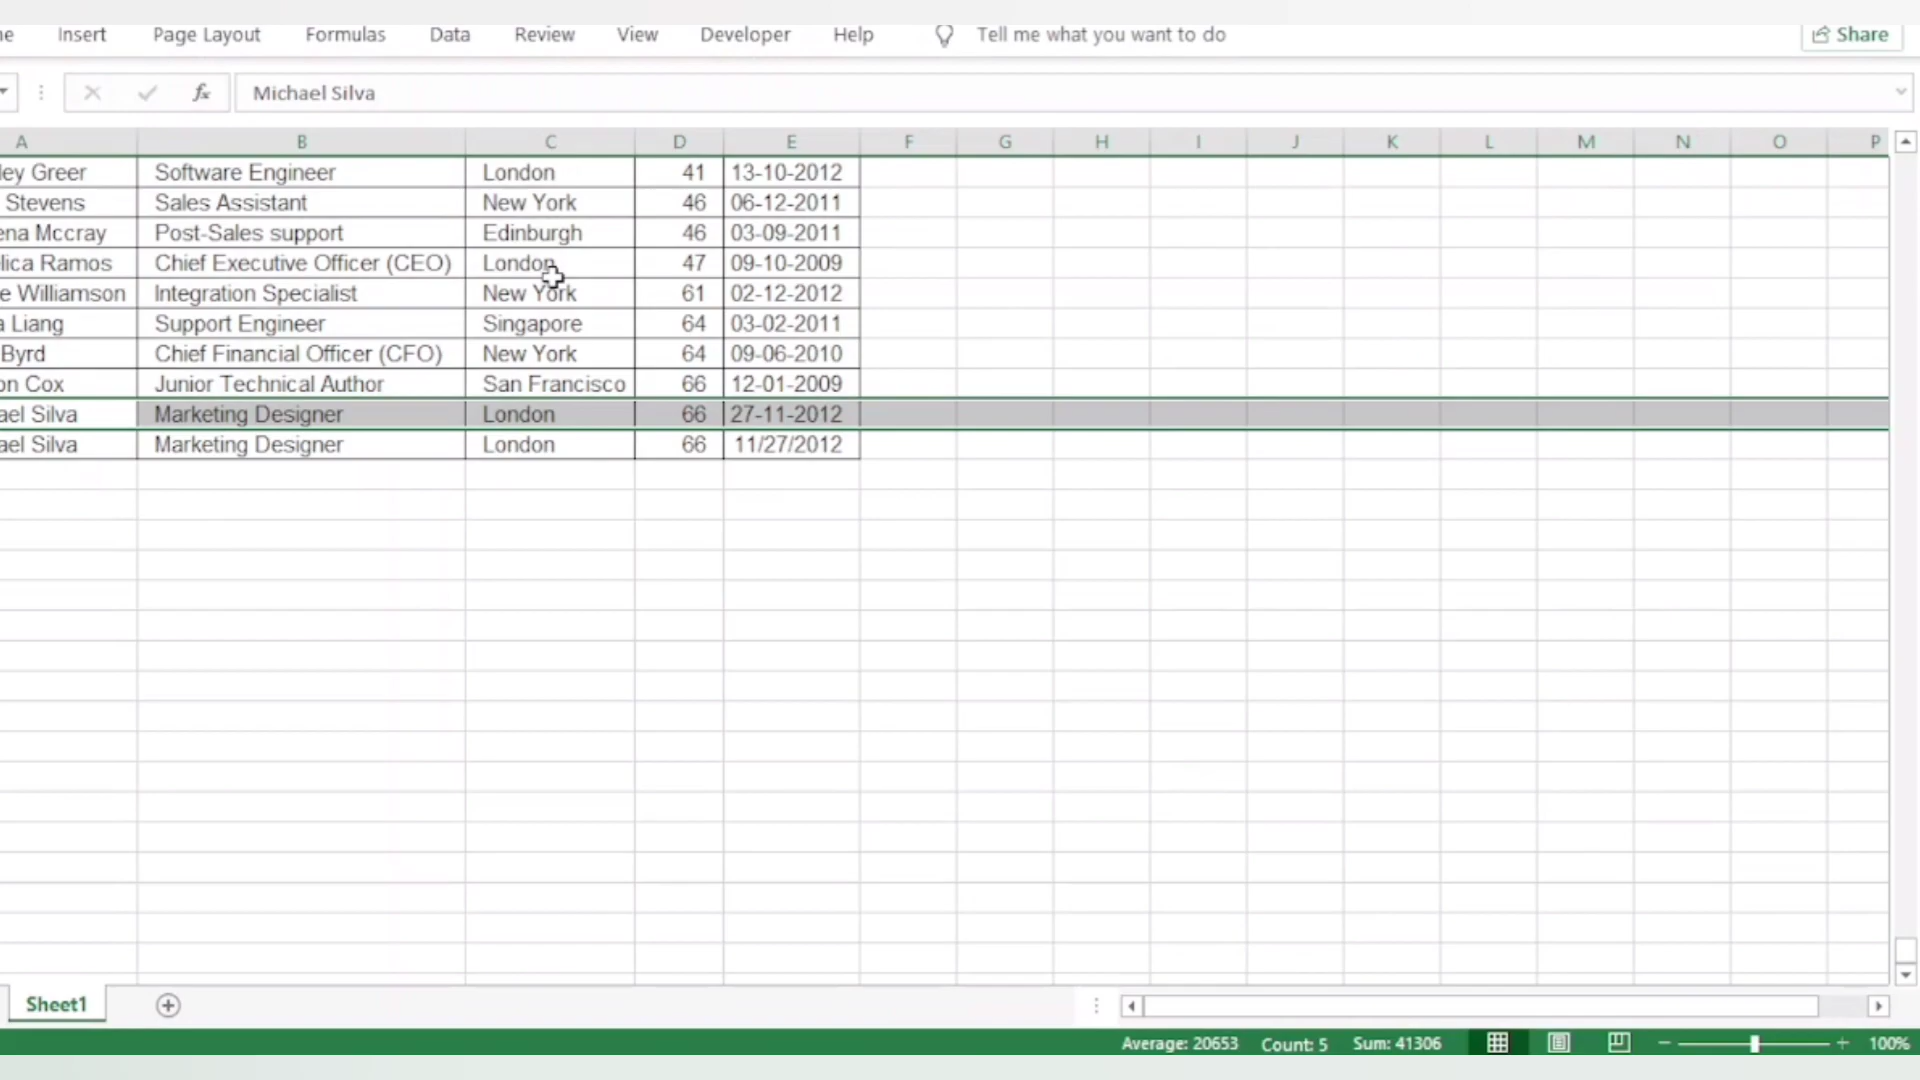 Insert Page Layout Formulas Data Review View Developer Help Tell me what you want to do Share
fx Michael Silva
A B C D E F G H I J K L M N O P
ley Greer Software Engineer London 41 13-10-2012
Stevens Sales Assistant New York 46 06-12-2011
ena Mccray Post-Sales support Edinburgh 46 03-09-2011
lica Ramos Chief Executive Officer (CEO) London 47 09-10-2009
e Williamson Integration Specialist New York 61 02-12-2012
a Liang Support Engineer Singapore 64 03-02-2011
Byrd Chief Financial Officer (CFO) New York 64 09-06-2010
on Cox Junior Technical Author San Francisco 66 12-01-2009
ael Silva Marketing Designer London 66 27-11-2012
ael Silva Marketing Designer London 66 11/27/2012
Sheet1
Average: 20653 Count: 5 Sum: 41306 100%